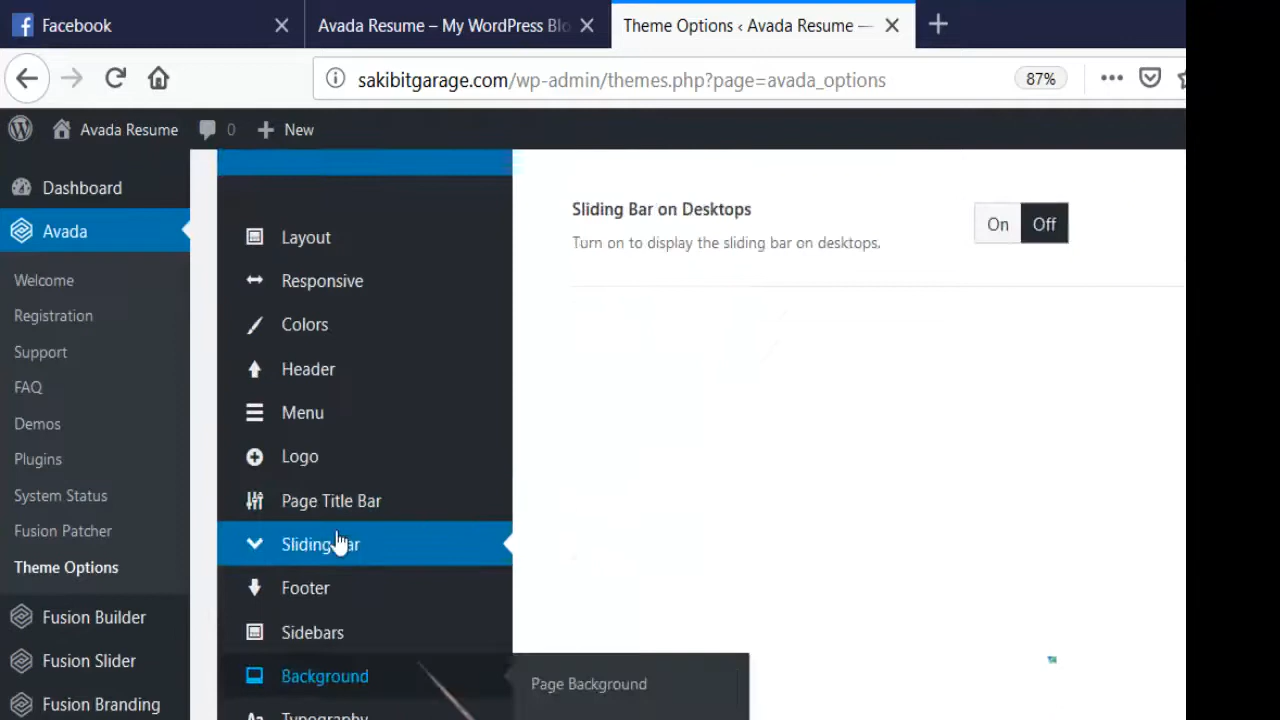 Facebook
Avada Resume – My WordPress Blo
Theme Options ‹ Avada Resume —
sakibitgarage.com/wp-admin/themes.php?page=avada_options
87%
Avada Resume
0
New
Dashboard
Avada
Welcome
Registration
Support
FAQ
Demos
Plugins
System Status
Fusion Patcher
Theme Options
Fusion Builder
Fusion Slider
Fusion Branding
Layout
Responsive
Colors
Header
Menu
Logo
Page Title Bar
Sliding Bar
Footer
Sidebars
Background
Typography
Page Background
Sliding Bar on Desktops
Turn on to display the sliding bar on desktops.
On
Off